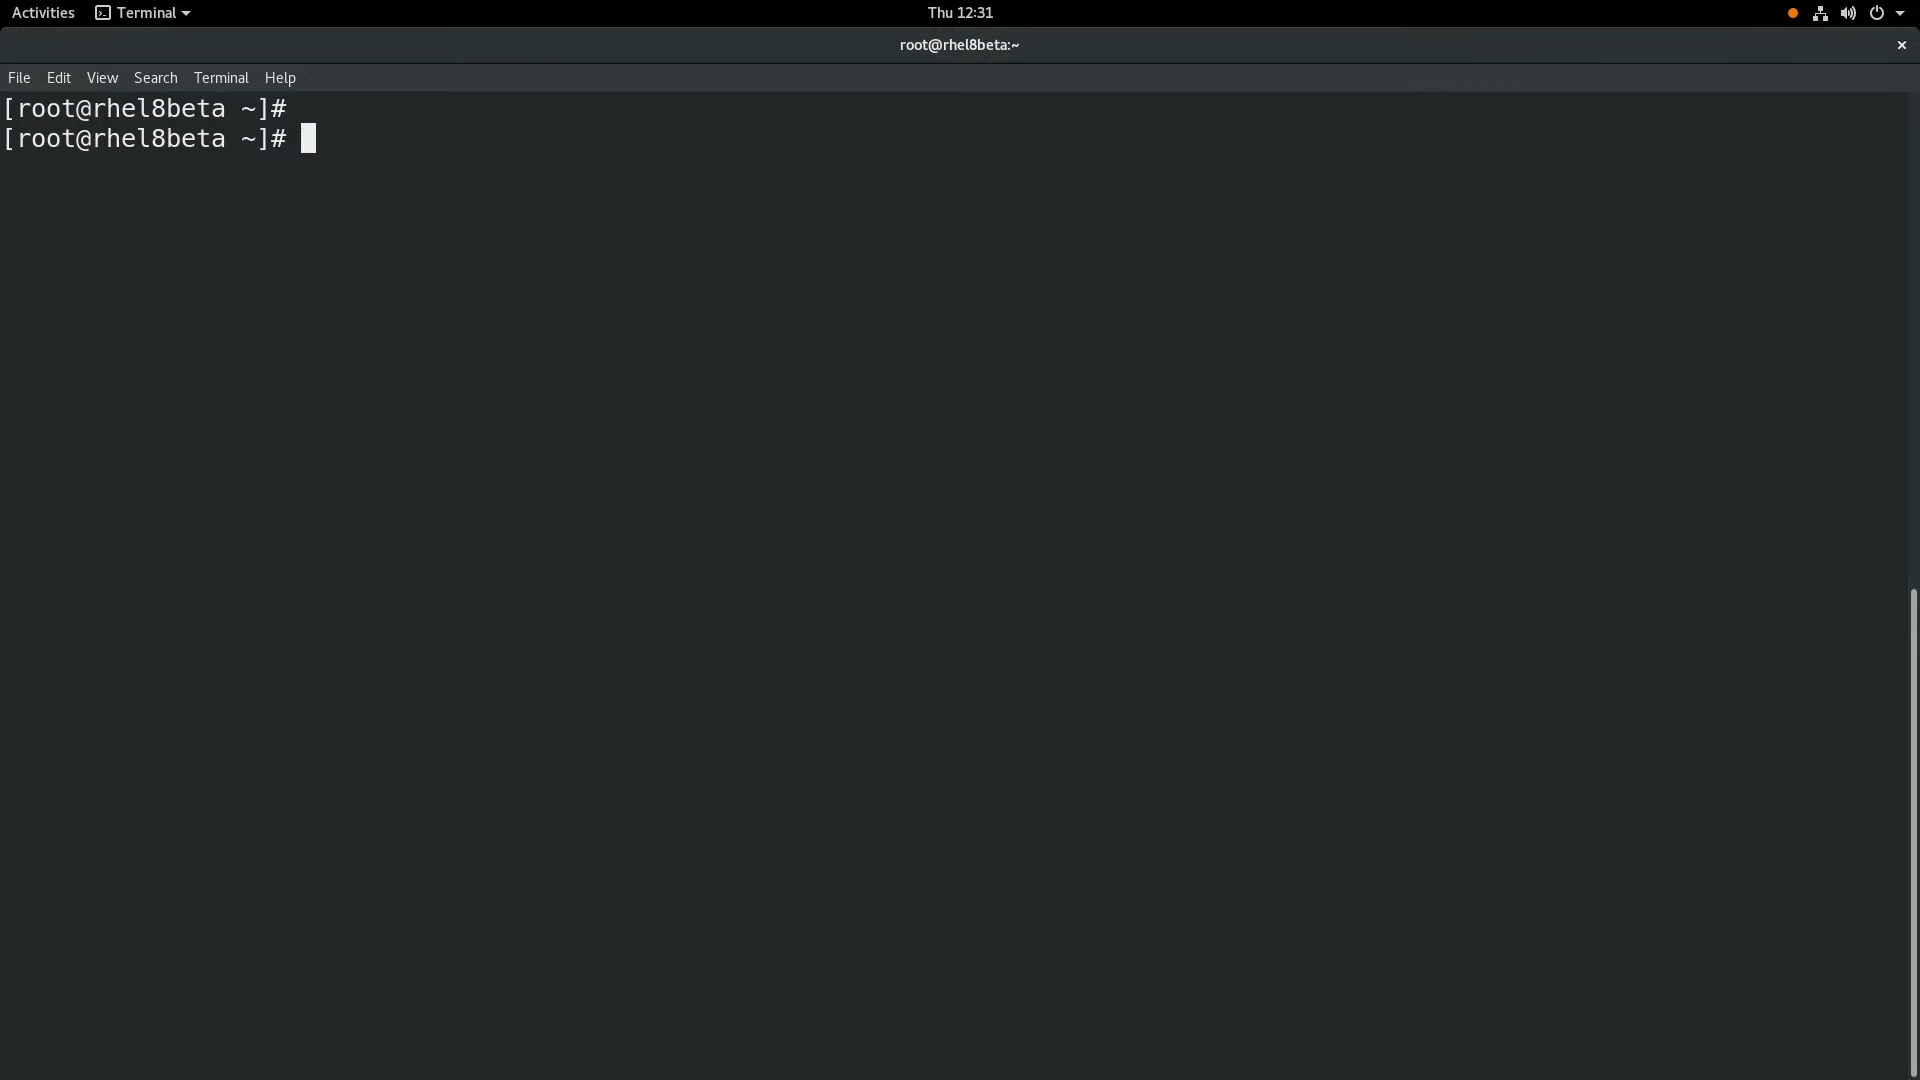 Activities Terminal Thu 12:31
root@rhel8beta:~
File Edit View Search Terminal Help
[root@rhel8beta ~]#
[root@rhel8beta ~]#